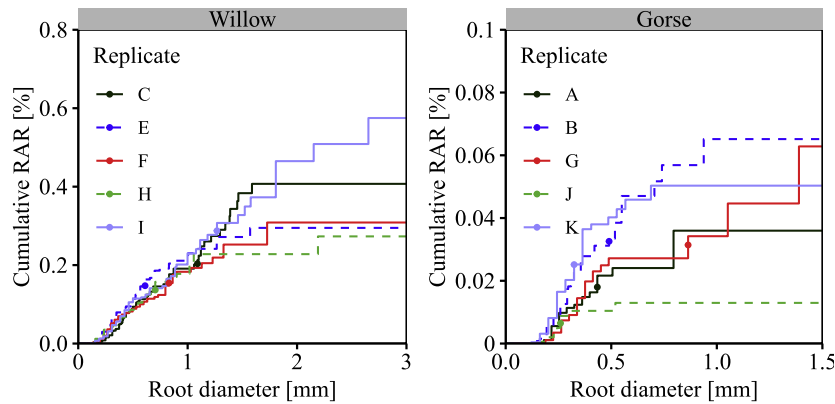 Willow
Cumulative RAR [%]
0.8
0.6
0.4
0.2
0.0
Replicate
C
E
F
H
I
0
1
2
3
Root diameter [mm]
Gorse
Cumulative RAR [%]
0.1
0.08
0.06
0.04
0.02
0
Replicate
A
B
G
J
K
0.0
0.5
1.0
1.5
Root diameter [mm]